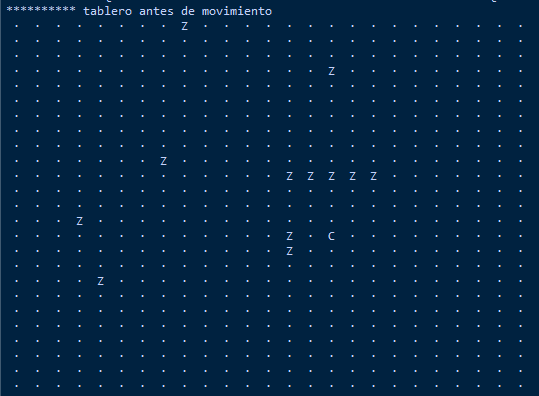 ********** tablero antes de movimiento
. . . . . . . . Z . . . . . . . . . . . . . . . .
. . . . . . . . . . . . . . . . . . . . . . . . .
. . . . . . . . . . . . . . . . . . . . . . . . .
. . . . . . . . . . . . . . . Z . . . . . . . . .
. . . . . . . . . . . . . . . . . . . . . . . . .
. . . . . . . . . . . . . . . . . . . . . . . . .
. . . . . . . . . . . . . . . . . . . . . . . . .
. . . . . . . . . . . . . . . . . . . . . . . . .
. . . . . . . . . . . . . . . . . . . . . . . . .
. . . . . . . Z . . . . . . . . . . . . . . . . .
. . . . . . . . . . . . . Z Z Z Z Z . . . . . . .
. . . . . . . . . . . . . . . . . . . . . . . . .
. . . . . . . . . . . . . . . . . . . . . . . . .
. . . Z . . . . . . . . . . . . . . . . . . . . .
. . . . . . . . . . . . . Z . C . . . . . . . . .
. . . . . . . . . . . . . Z . . . . . . . . . . .
. . . . . . . . . . . . . . . . . . . . . . . . .
. . . . Z . . . . . . . . . . . . . . . . . . . .
. . . . . . . . . . . . . . . . . . . . . . . . .
. . . . . . . . . . . . . . . . . . . . . . . . .
. . . . . . . . . . . . . . . . . . . . . . . . .
. . . . . . . . . . . . . . . . . . . . . . . . .
. . . . . . . . . . . . . . . . . . . . . . . . .
. . . . . . . . . . . . . . . . . . . . . . . . .
. . . . . . . . . . . . . . . . . . . . . . . . .